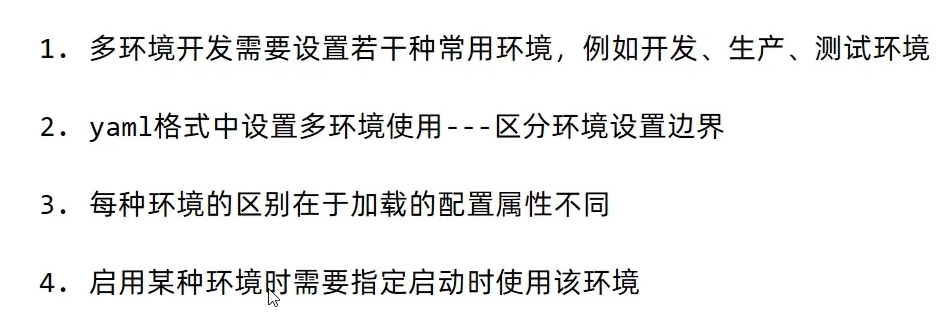 1. 多环境开发需要设置若干种常用环境，例如开发、生产、测试环境
2. yaml格式中设置多环境使用---区分环境设置边界
3. 每种环境的区别在于加载的配置属性不同
4. 启用某种环境时需要指定启动时使用该环境